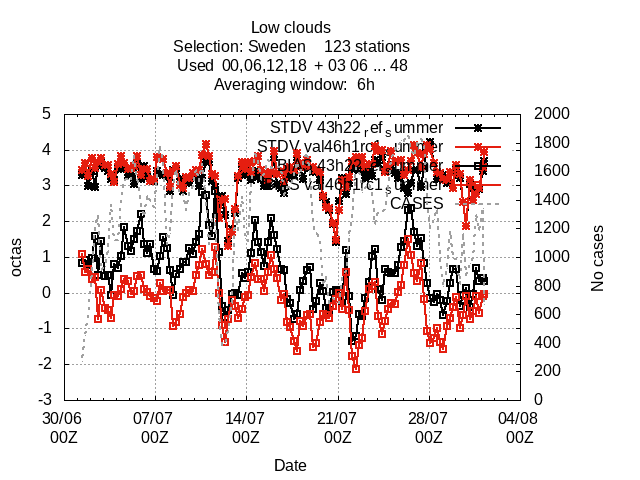 Low clouds
Selection: Sweden 123 stations
Used 00,06,12,18 + 03 06 ... 48
Averaging window: 6h
STDV 43h22_ref_summer
STDV
CASES
5
4
3
2
1
0
-1
-2
-3
octas
2000
1800
1600
1400
1200
1000
800
600
400
200
0
No cases
30/06 07/07 14/07 21/07 28/07 04/08
00Z 00Z 00Z 00Z 00Z 00Z
Date